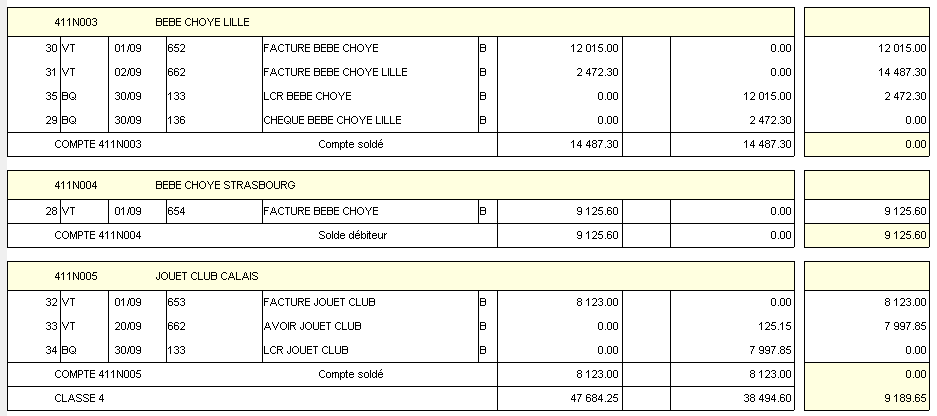 411N003 BEBE CHOYE LILLE
30 VT 01/09 652 FACTURE BEBE CHOYE B 12 015.00 0.00 12 015.00
31 VT 02/09 662 FACTURE BEBE CHOYE LILLE B 2 472.30 0.00 14 487.30
35 BQ 30/09 133 LCR BEBE CHOYE B 0.00 12 015.00 2 472.30
29 BQ 30/09 136 CHEQUE BEBE CHOYE LILLE B 0.00 2 472.30 0.00
COMPTE 411N003 Compte soldé 14 487.30 14 487.30 0.00
411N004 BEBE CHOYE STRASBOURG
28 VT 01/09 654 FACTURE BEBE CHOYE B 9 125.60 0.00 9 125.60
COMPTE 411N004 Solde débiteur 9 125.60 0.00 9 125.60
411N005 JOUET CLUB CALAIS
32 VT 01/09 653 FACTURE JOUET CLUB B 8 123.00 0.00 8 123.00
33 VT 20/09 662 AVOIR JOUET CLUB B 0.00 125.15 7 997.85
34 BQ 30/09 133 LCR JOUET CLUB B 0.00 7 997.85 0.00
COMPTE 411N005 Compte soldé 8 123.00 8 123.00 0.00
CLASSE 4 47 684.25 38 494.60 9 189.65